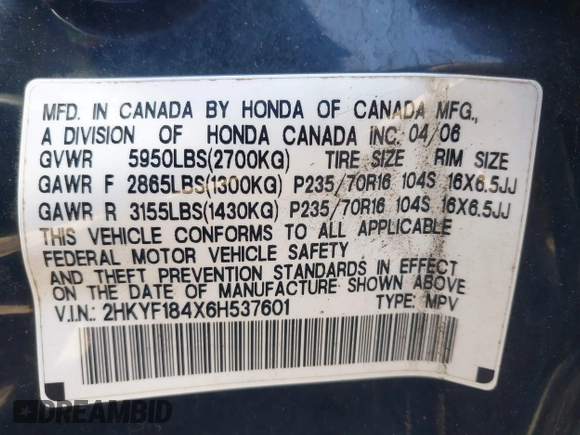 MFD. IN CANADA BY HONDA OF CANADA MFG.,
A DIVISION OF HONDA CANADA INC. 04/06
GVWR 5950LBS(2700KG) TIRE SIZE RIM SIZE
GAWR F 2865LBS(1300KG) P235/70R16 104S 16X6.5JJ
GAWR R 3155LBS(1430KG) P235/70R16 104S 16X6.5JJ
THIS VEHICLE CONFORMS TO ALL APPLICABLE
FEDERAL MOTOR VEHICLE SAFETY
AND THEFT PREVENTION STANDARDS IN EFFECT
ON THE DATE OF MANUFACTURE SHOWN ABOVE
V.I.N.: 2HKYF184X6H537601 TYPE: MPV
DREAMBID